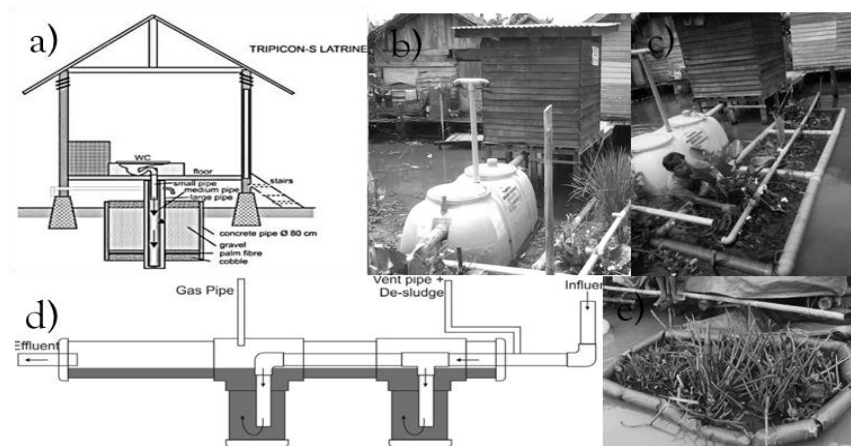 a)
TRIPICON-S LATRINE
WC
floor
small pipe
medium pipe
large pipe
stairs
concrete pipe Ø 80 cm
gravel
palm fibre
cobble
b)
c)
d)
Gas Pipe
Vent pipe +
De-sludge
Influen
Effluent
e)